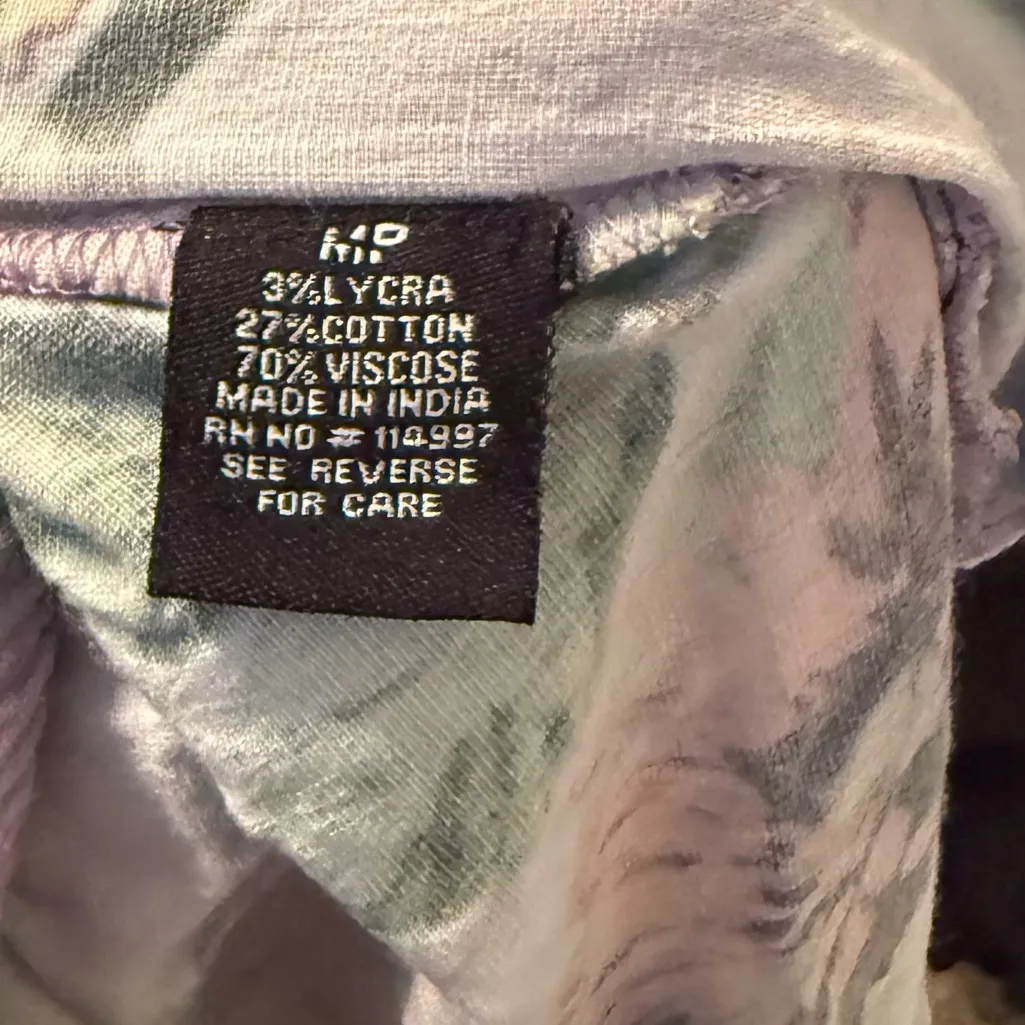 MP
3%LYCRA
27%COTTON
70%VISCOSE
MADE IN INDIA
RN NO # 114997
SEE REVERSE
FOR CARE